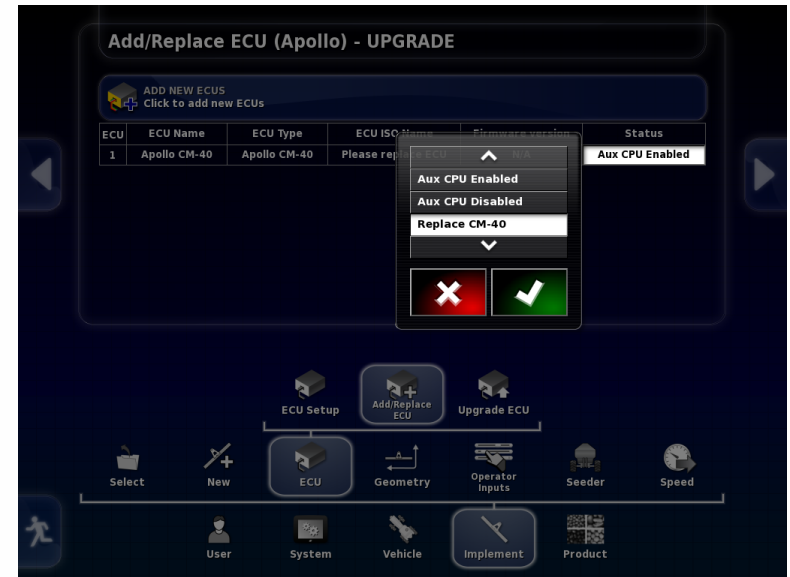 Add/Replace ECU (Apollo) - UPGRADE
ADD NEW ECUS
Click to add new ECUs
ECU ECU Name ECU Type ECU ISO Name Firmware version Status
1 Apollo CM-40 Apollo CM-40 Please replace ECU N/A Aux CPU Enabled
Aux CPU Enabled
Aux CPU Disabled
Replace CM-40
ECU Setup
Add/Replace
ECU
Upgrade ECU
Select
New
ECU
Geometry
Operator
Inputs
Seeder
Speed
User
System
Vehicle
Implement
Product